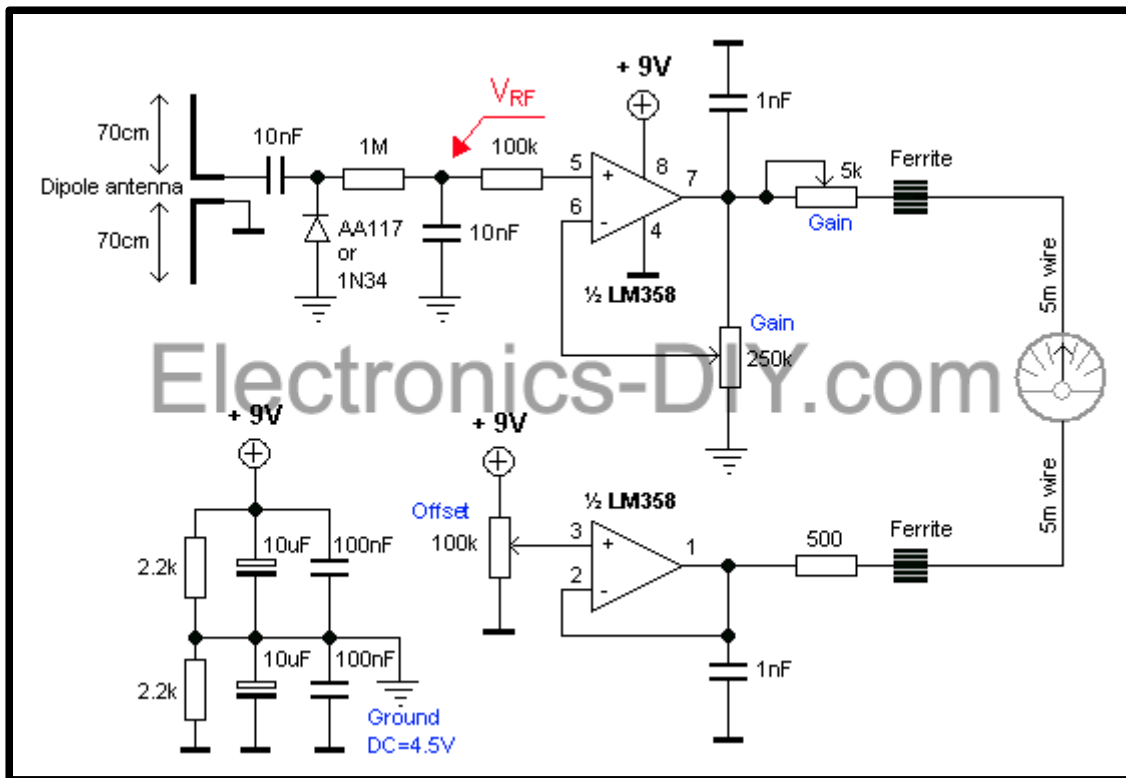 + 9V
1nF
VRF
70cm
10nF
1M
100k
5
+
8
7
5k
Ferrite
Dipole antenna
Gain
6
-
4
70cm
AA117
or
1N34
10nF
½ LM358
5m wire
Gain
250k
Electronics-DIY.com
+ 9V
+ 9V
½ LM358
5m wire
Offset
100k
3
+
1
500
Ferrite
2
-
10uF
100nF
2.2k
10uF
100nF
1nF
2.2k
Ground
DC=4.5V